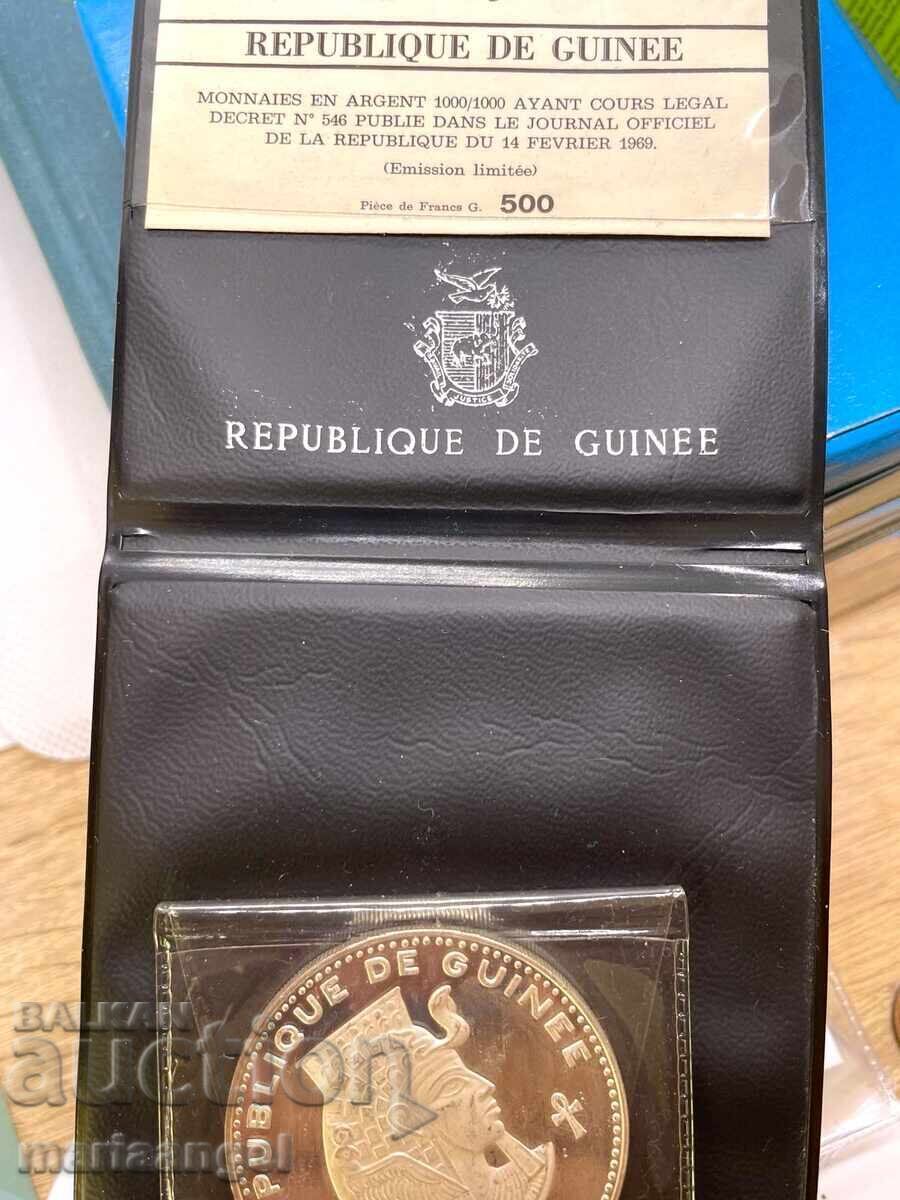 REPUBLIQUE DE GUINEE
MONNAIES EN ARGENT 1000/1000 AYANT COURS LEGAL
DECRET N° 546 PUBLIE DANS LE JOURNAL OFFICIEL
DE LA REPUBLIQUE DU 14 FEVRIER 1969.
(Emission limitée)
Pièce de Francs G. 500
JUSTICE
REPUBLIQUE DE GUINEE
PUBLIQUE DE GUINEE
BALKAN
auction
mariaangel